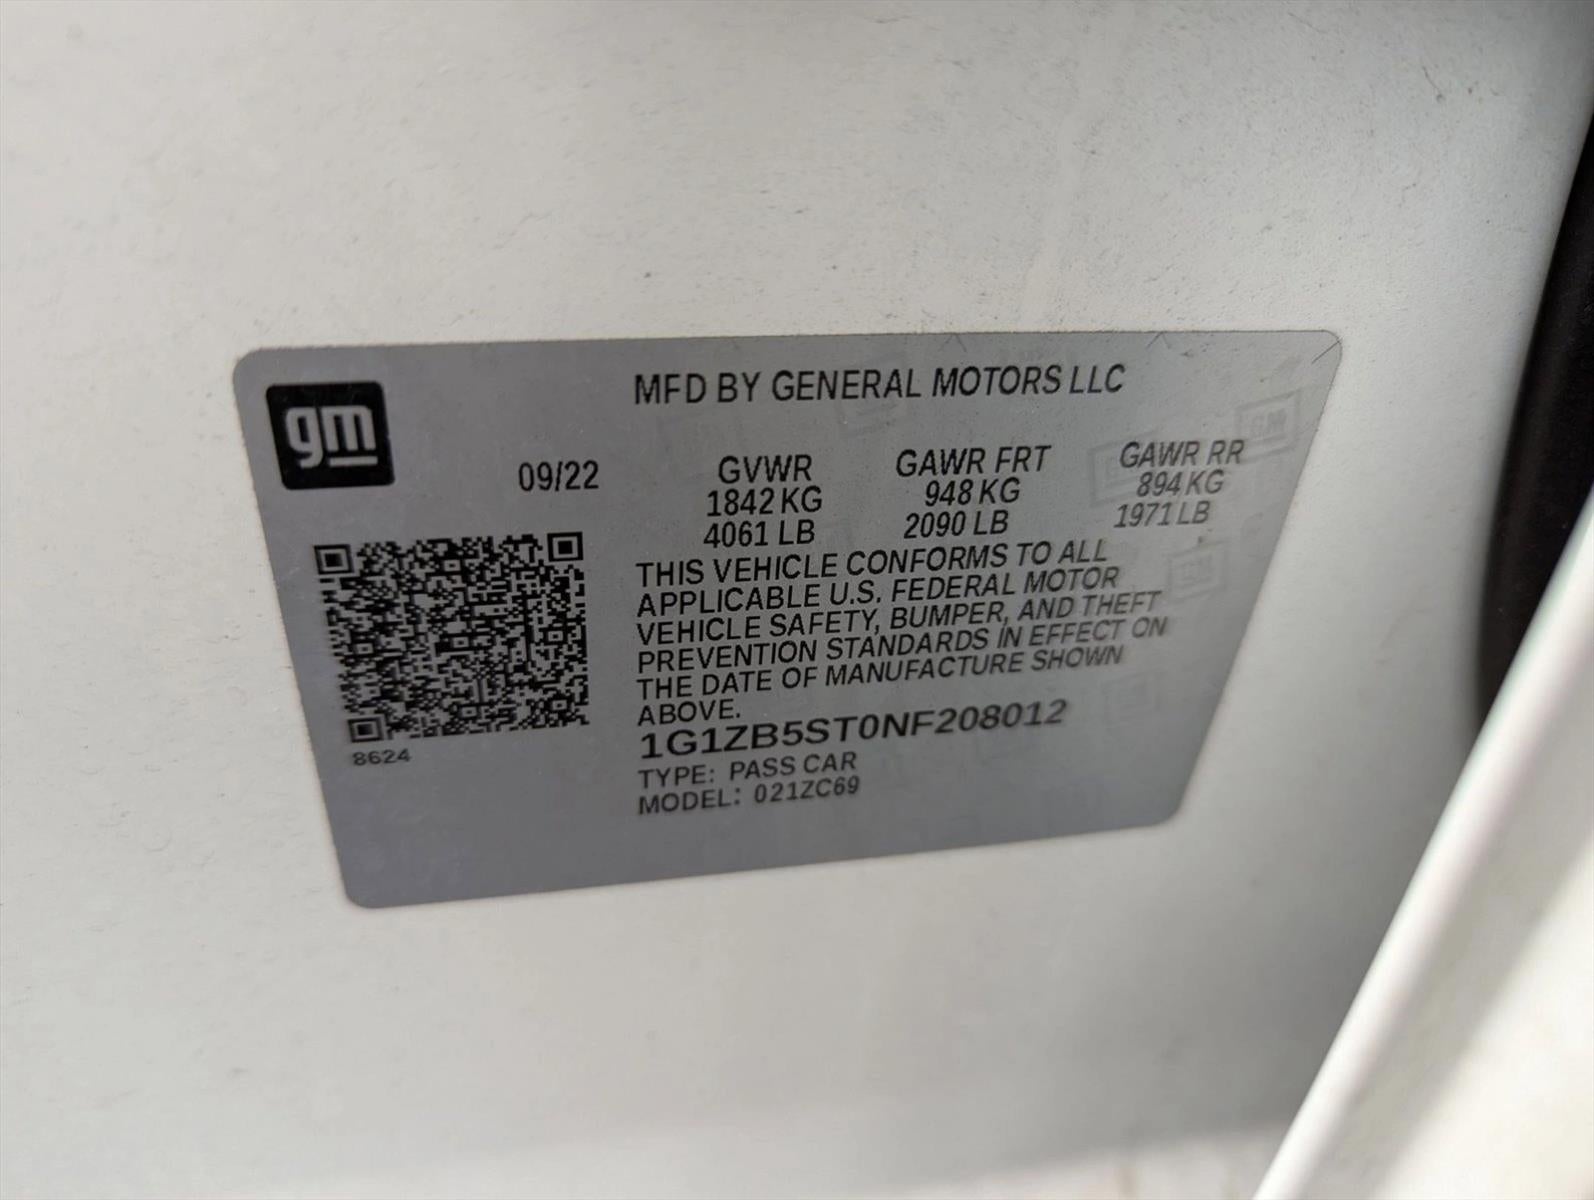 gm
MFD BY GENERAL MOTORS LLC
09/22 GVWR GAWR FRT GAWR RR
1842 KG 948 KG 894 KG
4061 LB 2090 LB 1971 LB
THIS VEHICLE CONFORMS TO ALL
APPLICABLE U.S. FEDERAL MOTOR
VEHICLE SAFETY, BUMPER, AND THEFT
PREVENTION STANDARDS IN EFFECT ON
THE DATE OF MANUFACTURE SHOWN
ABOVE.
1G1ZB5ST0NF208012
8624
TYPE: PASS CAR
MODEL: 021ZC69